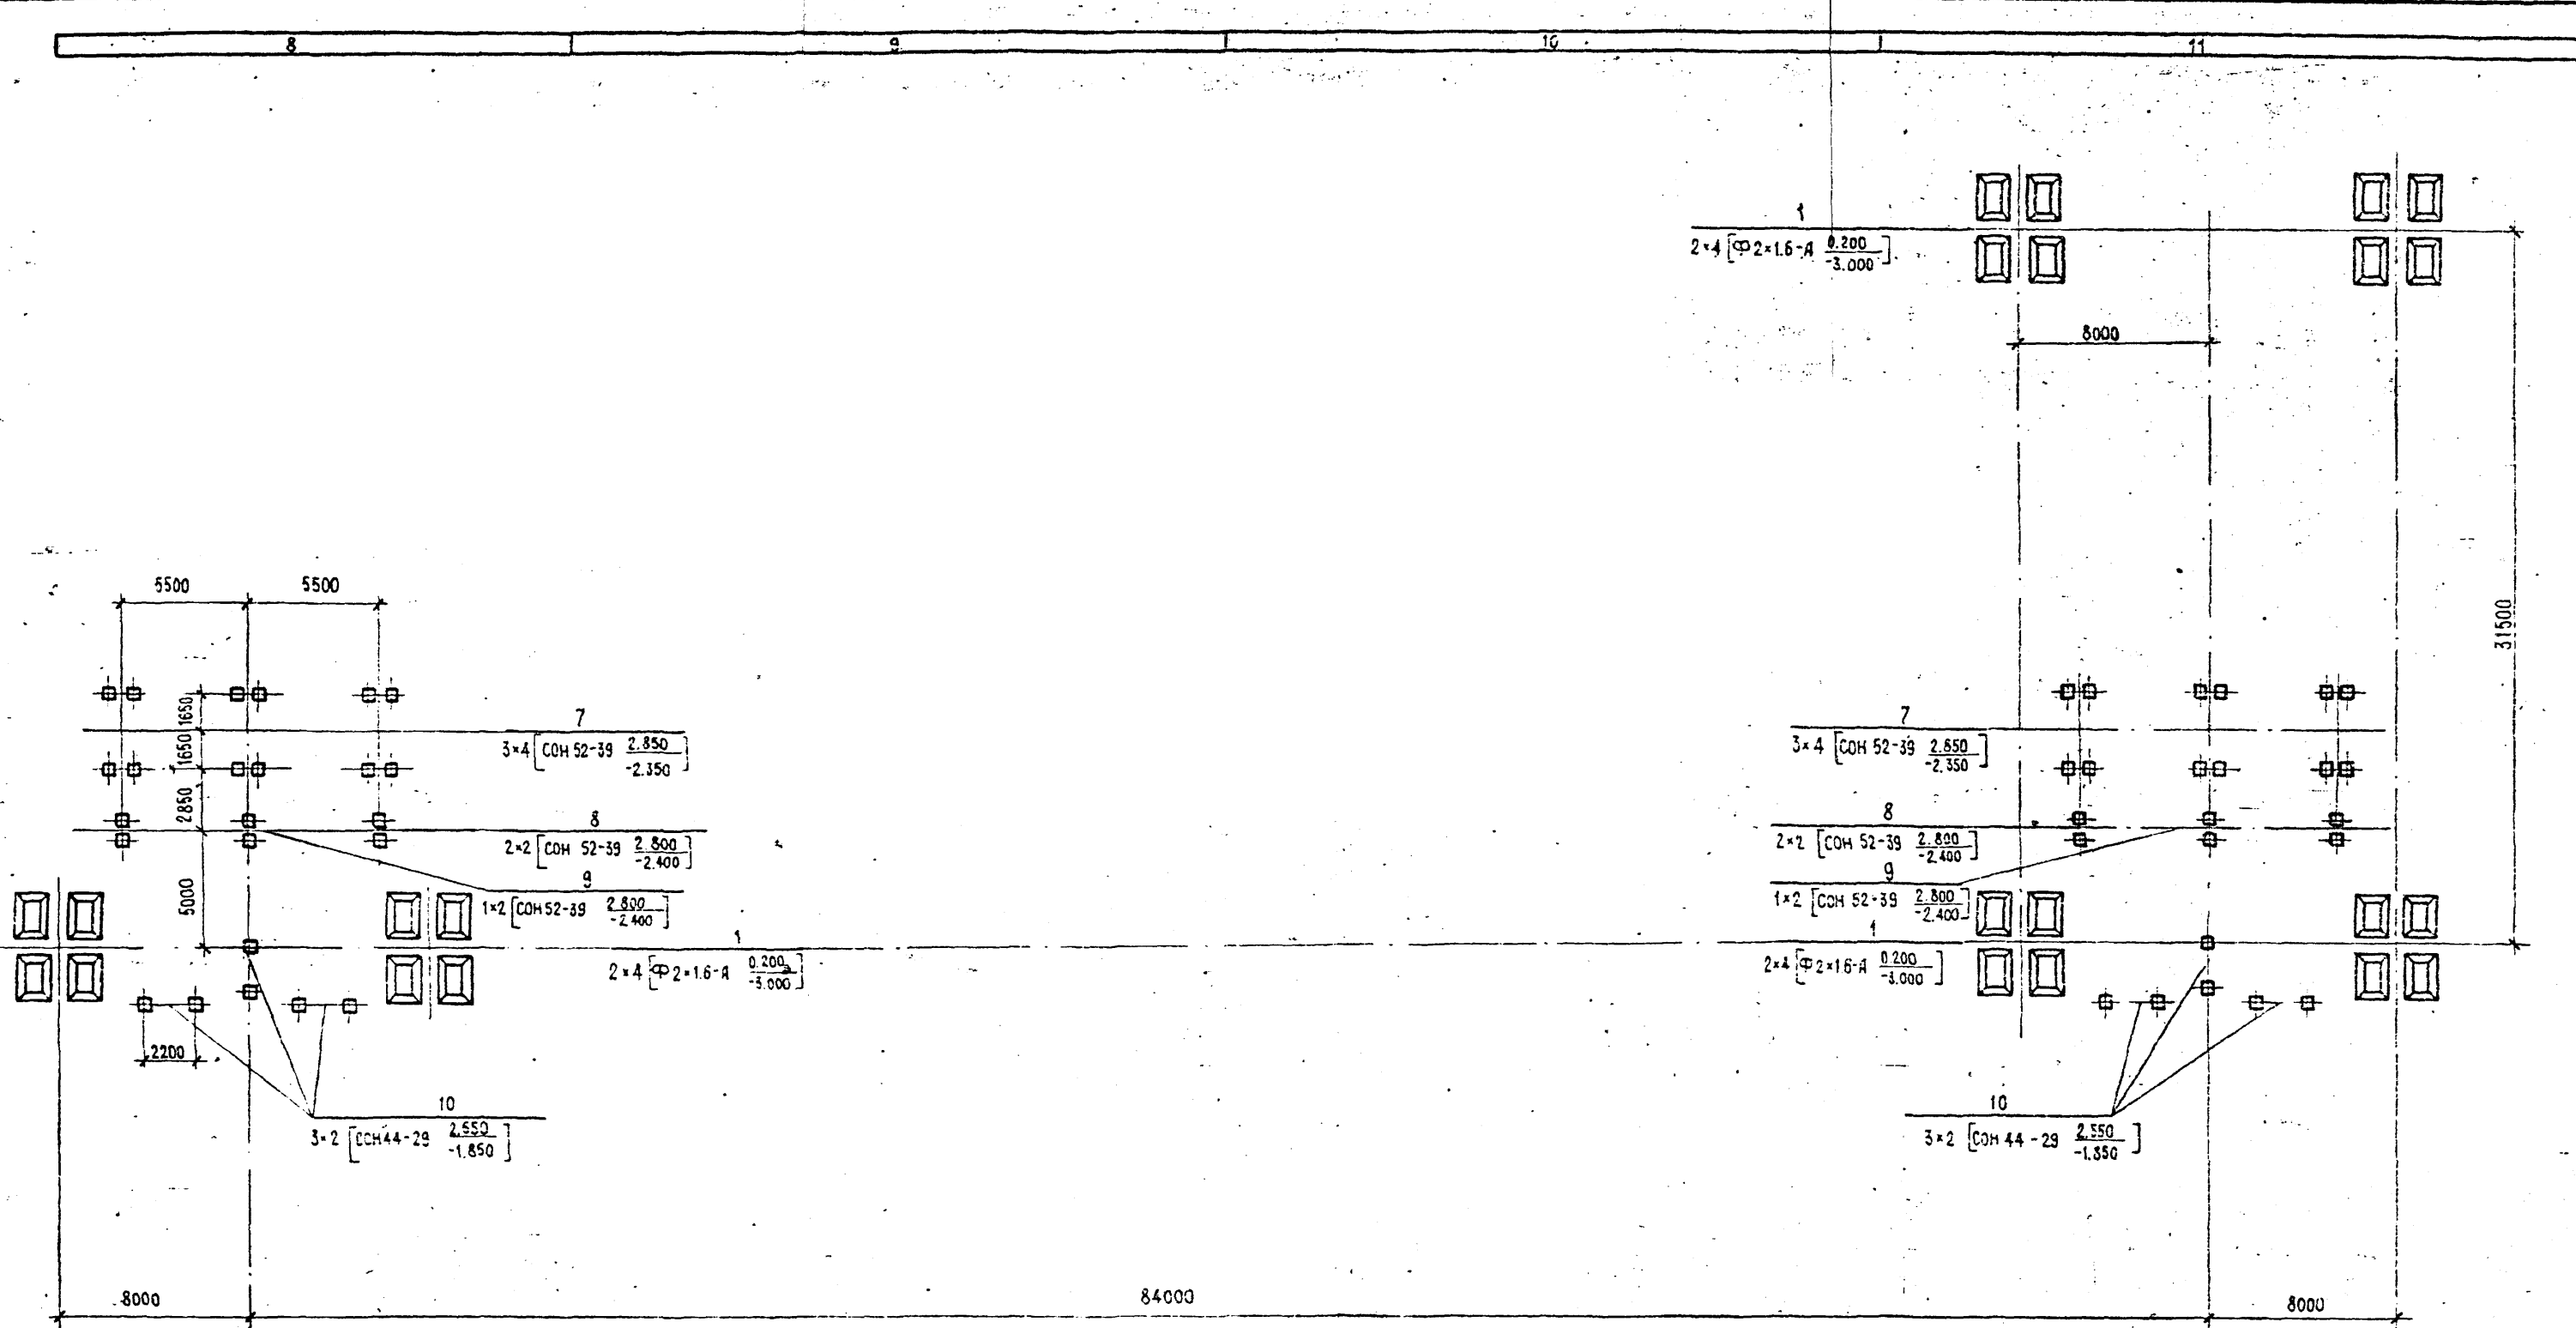 8 9 10 11
1
2×4 [Ф 2×1.6-А 0.200
-3.000]
8000
5500 5500
31500
1650
7
3×4 [СОН 52-39 2.850
-2.350]
7
3×4 [СОН 52-39 2.850
-2.350]
1650
2850
8
2×2 [СОН 52-39 2.800
-2.400]
8
2×2 [СОН 52-39 2.800
-2.400]
9
1×2 [СОН 52-39 2.800
-2.400]
9
1×2 [СОН 52-39 2.800
-2.400]
5000
1
2×4 [Ф 2×1.6-А 0.200
-3.000]
1
2×4 [Ф 2×1.6-А 0.200
-3.000]
2200
10
3×2 [СОН 44-29 2.550
-1.850]
10
3×2 [СОН 44-29 2.550
-1.850]
8000 84000 8000